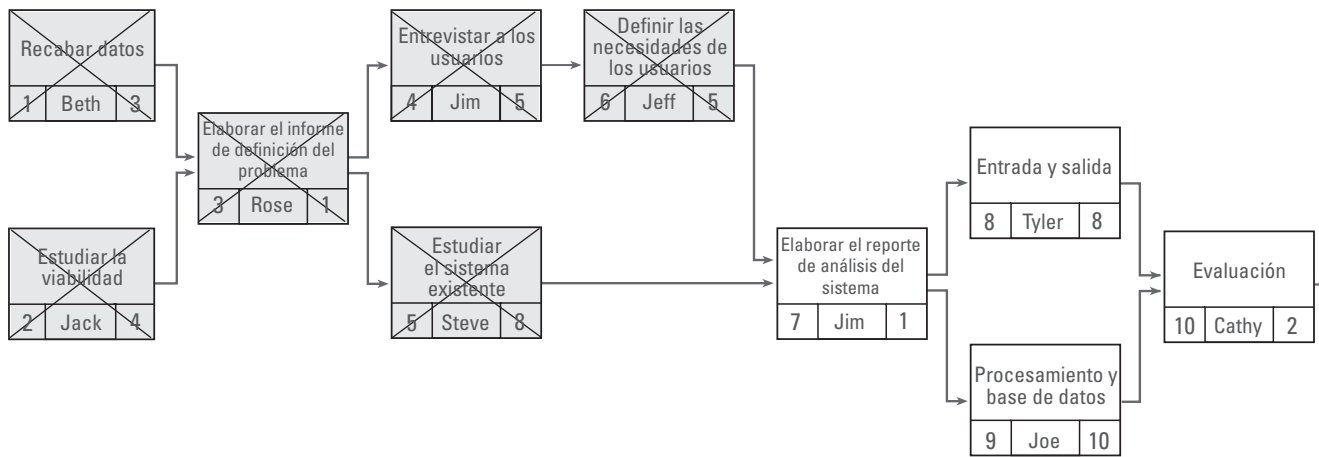 Recabar datos
1 Beth 3
Estudiar la
viabilidad
2 Jack 4
Elaborar el informe
de definición del
problema
3 Rose 1
Entrevistar a los
usuarios
4 Jim 5
Estudiar
el sistema
existente
5 Steve 8
Definir las
necesidades de
los usuarios
6 Jeff 5
Elaborar el reporte
de análisis del
sistema
7 Jim 1
Entrada y salida
8 Tyler 8
Procesamiento y
base de datos
9 Joe 10
Evaluación
10 Cathy 2